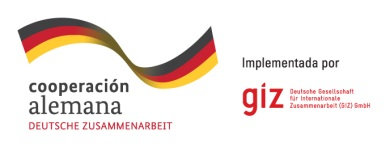 cooperación
alemana
DEUTSCHE ZUSAMMENARBEIT
Implementada por
giz
Deutsche Gesellschaft
für Internationale
Zusammenarbeit (GIZ) GmbH